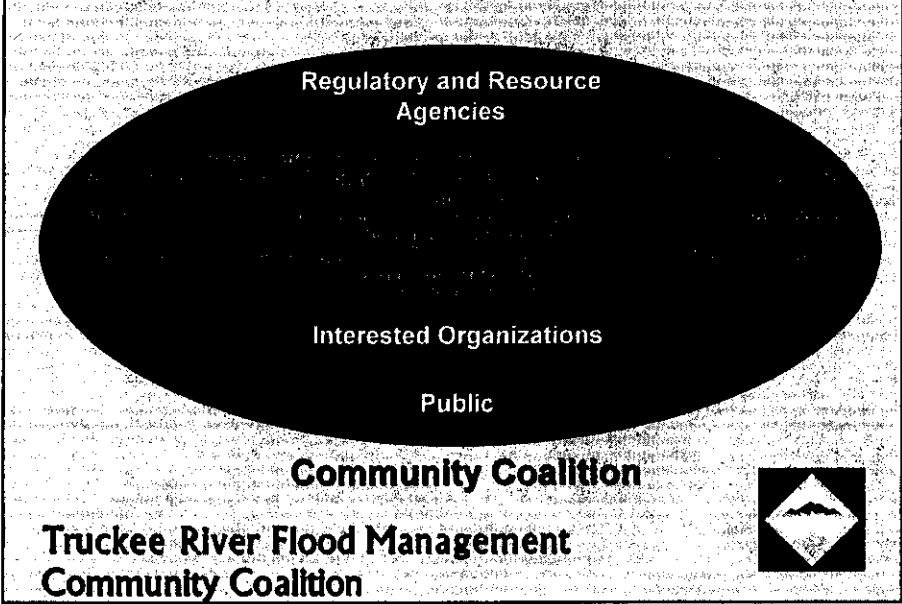 Regulatory and Resource
Agencies
Interested Organizations
Public
Community Coalition
Truckee River Flood Management
Community Coalition